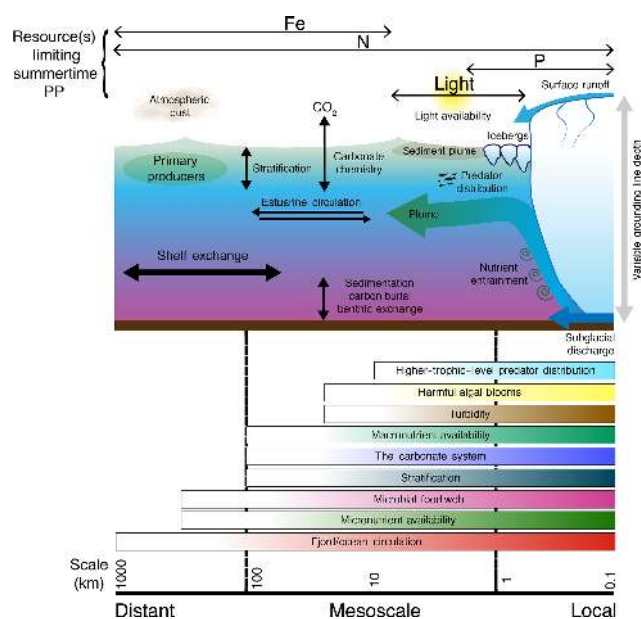 Resource(s)
limiting
summertime
PP
Fe
N
P
Light
Surface runoff
Atmospheric
dust
CO2
Light availability
Icebergs
Sediment plume
Primary
producers
Stratification
Carbonate
chemistry
Predator
distribution
Estuarine circulation
Plume
Shelf exchange
Nutrient
entrainment
Sedimentation
carbon burial
benthic exchange
Variable grounding line depth
Subglacial
discharge
Higher-trophic-level predator distribution
Harmful algal blooms
Turbidity
Macronutrient availability
The carbonate system
Stratification
Microbial foodweb
Micronutrient availability
Fjord/ocean circulation
Scale
(km)
1000
100
10
1
0.1
Distant
Mesoscale
Local